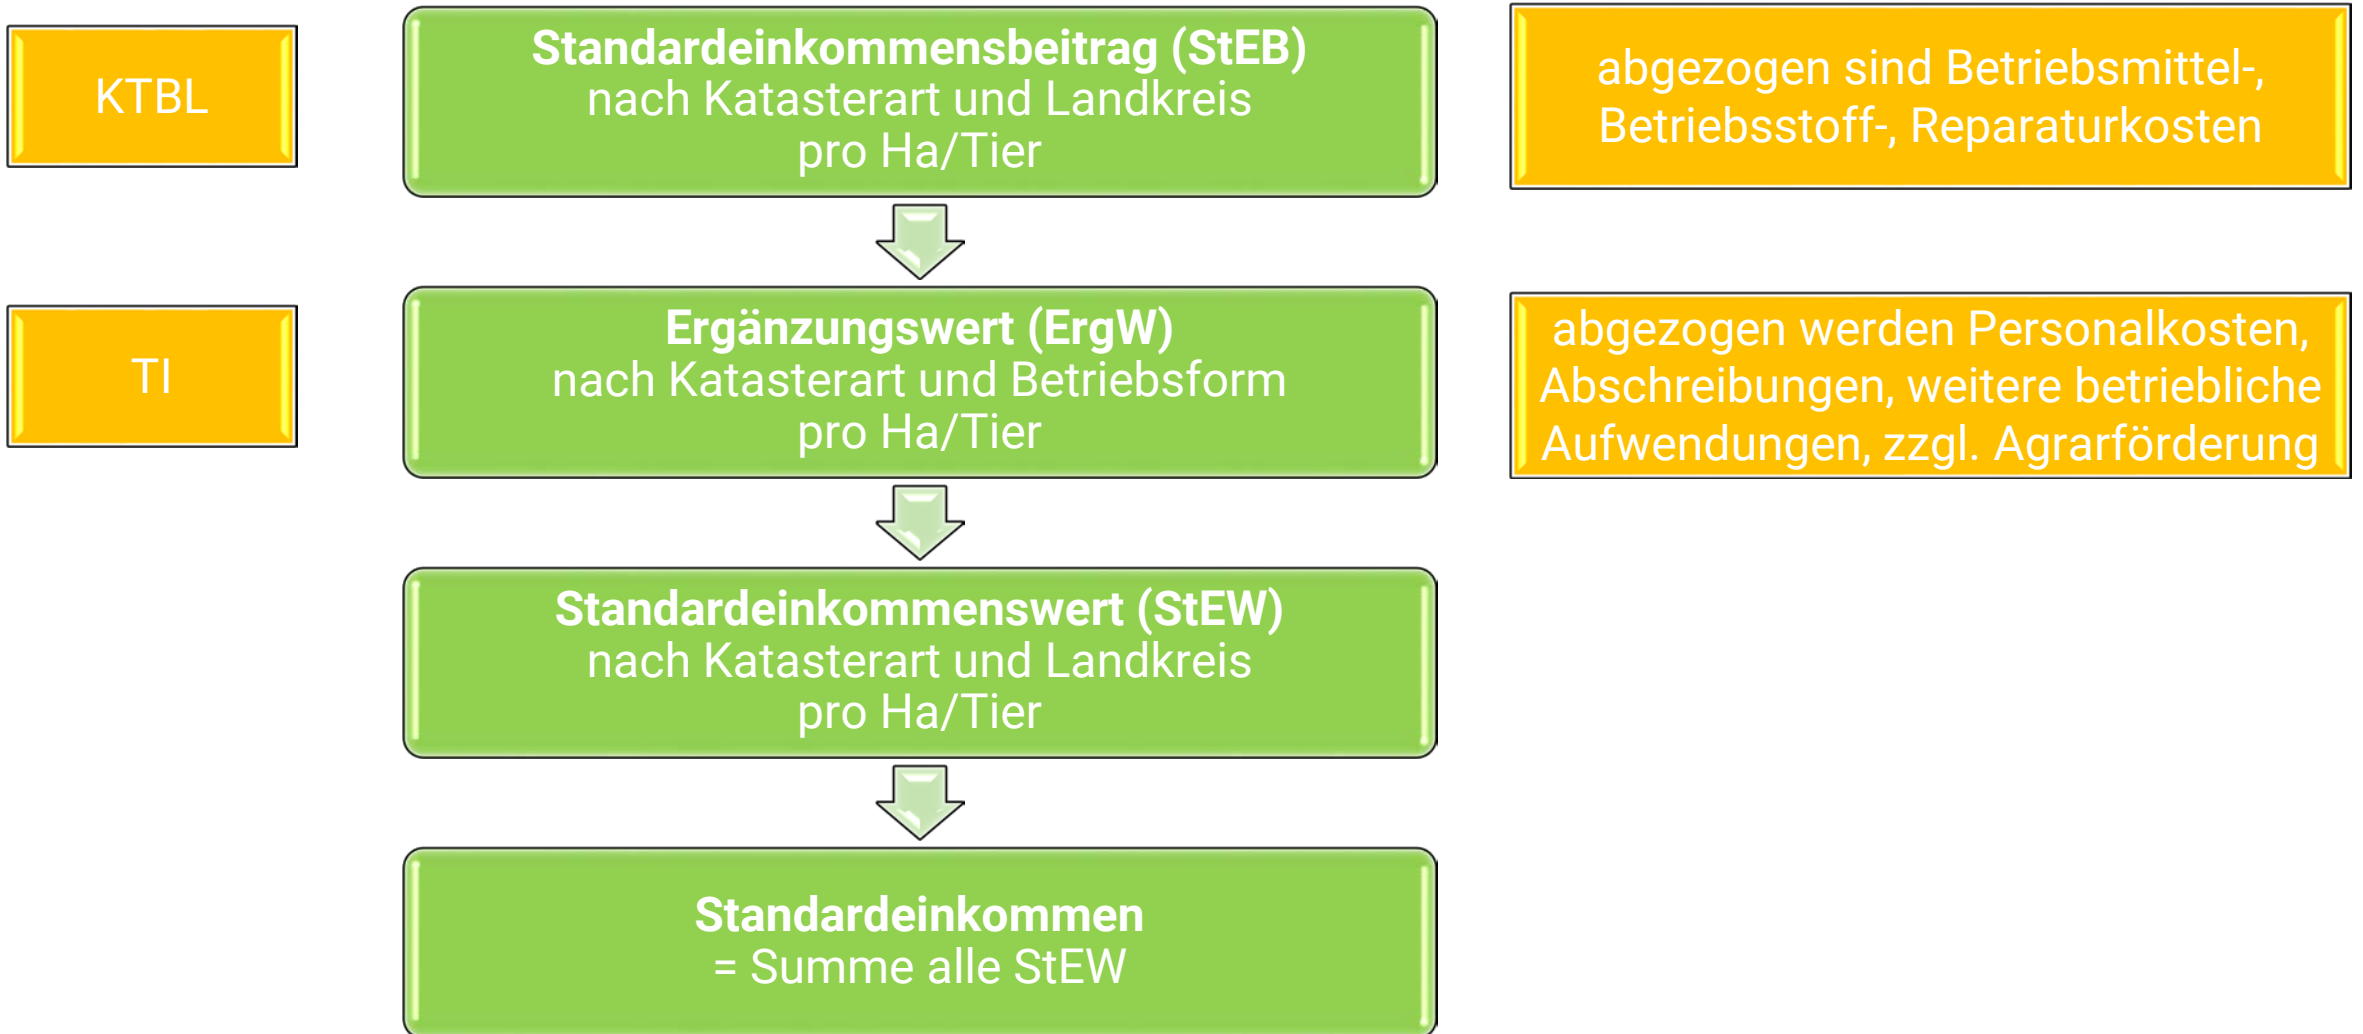 KTBL
Standardeinkommensbeitrag (StEB)
nach Katasterart und Landkreis
pro Ha/Tier
abgezogen sind Betriebsmittel-,
Betriebsstoff-, Reparaturkosten
TI
Ergänzungswert (ErgW)
nach Katasterart und Betriebsform
pro Ha/Tier
abgezogen werden Personalkosten,
Abschreibungen, weitere betriebliche
Aufwendungen, zzgl. Agrarförderung
Standardeinkommenswert (StEW)
nach Katasterart und Landkreis
pro Ha/Tier
Standardeinkommen
= Summe alle StEW